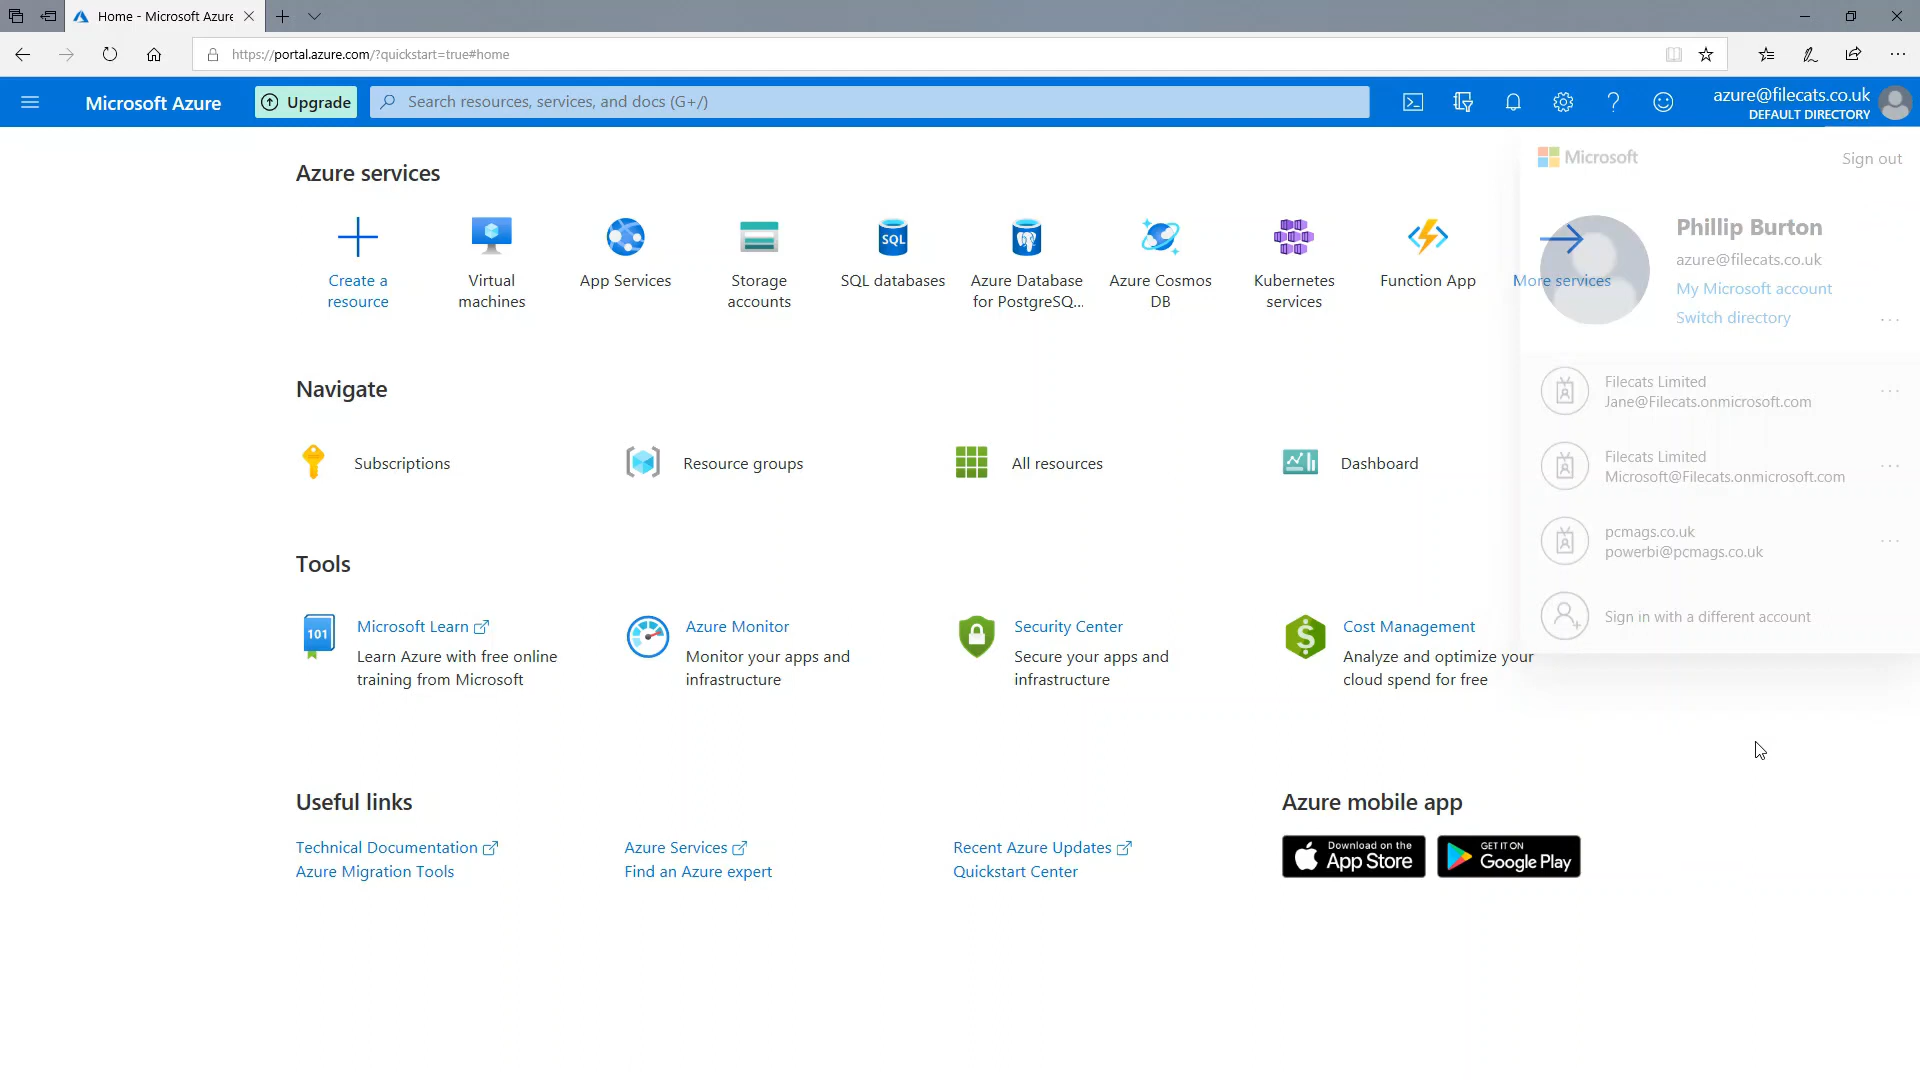 Home - Microsoft Azure
https://portal.azure.com/?quickstart=true#home
Microsoft Azure
Upgrade
Search resources, services, and docs (G+/)
azure@filecats.co.uk
DEFAULT DIRECTORY
Microsoft
Sign out
Phillip Burton
azure@filecats.co.uk
My Microsoft account
Switch directory
Filecats Limited
Jane@Filecats.onmicrosoft.com
Filecats Limited
Microsoft@Filecats.onmicrosoft.com
pcmags.co.uk
powerbi@pcmags.co.uk
Sign in with a different account
Azure services
Create a
resource
Virtual
machines
App Services
Storage
accounts
SQL
SQL databases
Azure Database
for PostgreSQ...
Azure Cosmos
DB
Kubernetes
services
Function App
More services
Navigate
Subscriptions
Resource groups
All resources
Dashboard
Tools
101
Microsoft Learn
Learn Azure with free online
training from Microsoft
Azure Monitor
Monitor your apps and
infrastructure
Security Center
Secure your apps and
infrastructure
Cost Management
Analyze and optimize your
cloud spend for free
Useful links
Technical Documentation
Azure Migration Tools
Azure Services
Find an Azure expert
Recent Azure Updates
Quickstart Center
Azure mobile app
Download on the
App Store
GET IT ON
Google Play